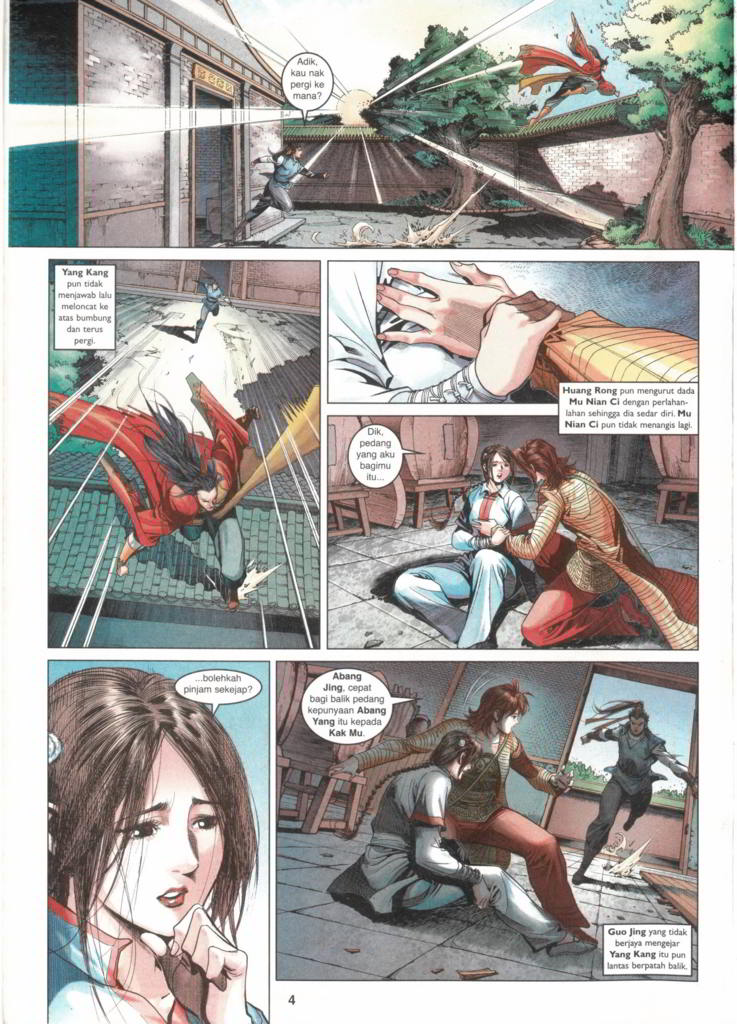 Adik,
kau nak
pergi ke
mana?
Yang Kang
pun tidak
menjawab lalu
meloncat ke
atas bumbung
dan terus
pergi.
Huang Rong pun mengurut dada
Mu Nian Ci dengan perlahan-
lahan sehingga dia sedar diri. Mu
Nian Ci pun tidak menangis lagi.
Dik,
pedang
yang aku
bagimu
itu...
...bolehkah
pinjam sekejap?
Abang
Jing, cepat
bagi balik pedang
kepunyaan Abang
Yang itu kepada
Kak Mu.
Guo Jing yang tidak
berjaya mengejar
Yang Kang itu pun
lantas berpatah balik.
4